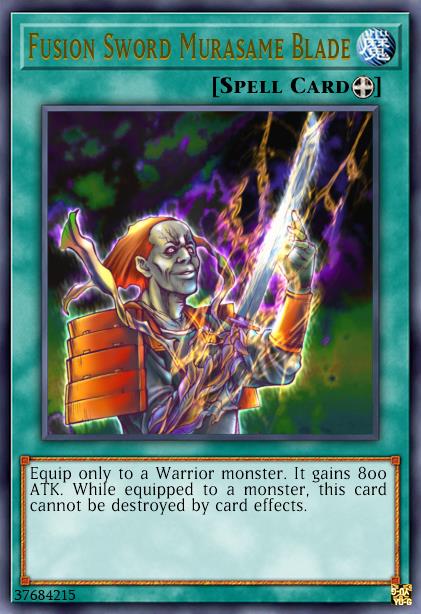 Fusion Sword Murasame Blade
魔
[Spell Card]
Equip only to a Warrior monster. It gains 800
ATK. While equipped to a monster, this card
cannot be destroyed by card effects.
37684215